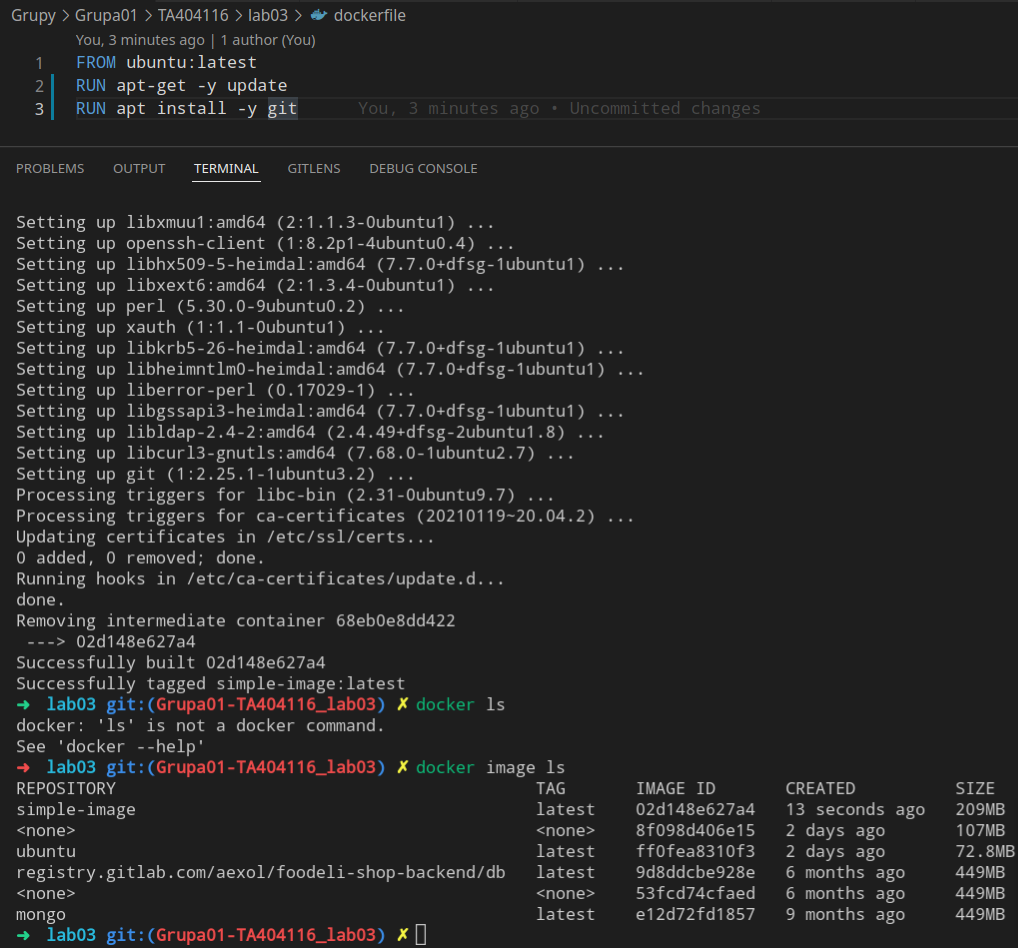 Grupy > Grupa01 > TA404116 > lab03 > dockerfile
You, 3 minutes ago | 1 author (You)
1 FROM ubuntu:latest
2 RUN apt-get -y update
3 RUN apt install -y git You, 3 minutes ago • Uncommitted changes
PROBLEMS OUTPUT TERMINAL GITLENS DEBUG CONSOLE
Setting up libxmuu1:amd64 (2:1.1.3-0ubuntu1) ...
Setting up openssh-client (1:8.2p1-4ubuntu0.4) ...
Setting up libhx509-5-heimdal:amd64 (7.7.0+dfsg-1ubuntu1) ...
Setting up libxext6:amd64 (2:1.3.4-0ubuntu1) ...
Setting up perl (5.30.0-9ubuntu0.2) ...
Setting up xauth (1:1.1-0ubuntu1) ...
Setting up libkrb5-26-heimdal:amd64 (7.7.0+dfsg-1ubuntu1) ...
Setting up libheimntlm0-heimdal:amd64 (7.7.0+dfsg-1ubuntu1) ...
Setting up liberror-perl (0.17029-1) ...
Setting up libgssapi3-heimdal:amd64 (7.7.0+dfsg-1ubuntu1) ...
Setting up libldap-2.4-2:amd64 (2.4.49+dfsg-2ubuntu1.8) ...
Setting up libcurl3-gnutls:amd64 (7.68.0-1ubuntu2.7) ...
Setting up git (1:2.25.1-1ubuntu3.2) ...
Processing triggers for libc-bin (2.31-0ubuntu9.7) ...
Processing triggers for ca-certificates (20210119~20.04.2) ...
Updating certificates in /etc/ssl/certs...
0 added, 0 removed; done.
Running hooks in /etc/ca-certificates/update.d...
done.
Removing intermediate container 68eb0e8dd422
---> 02d148e627a4
Successfully built 02d148e627a4
Successfully tagged simple-image:latest
➜ lab03 git:(Grupa01-TA404116_lab03) ✗ docker ls
docker: 'ls' is not a docker command.
See 'docker --help'
➜ lab03 git:(Grupa01-TA404116_lab03) ✗ docker image ls
REPOSITORY TAG IMAGE ID CREATED SIZE
simple-image latest 02d148e627a4 13 seconds ago 209MB
<none> <none> 8f098d406e15 2 days ago 107MB
ubuntu latest ff0fea8310f3 2 days ago 72.8MB
registry.gitlab.com/aexol/foodeli-shop-backend/db latest 9d8ddcbe928e 6 months ago 449MB
<none> <none> 53fcd74cfaed 6 months ago 449MB
mongo latest e12d72fd1857 9 months ago 449MB
➜ lab03 git:(Grupa01-TA404116_lab03) ✗